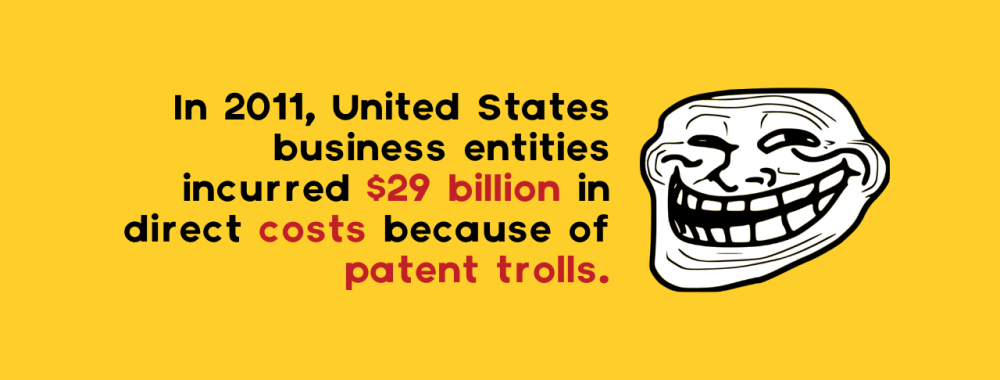 In 2011, United States
business entities
incurred $29 billion in
direct costs because of
patent trolls.